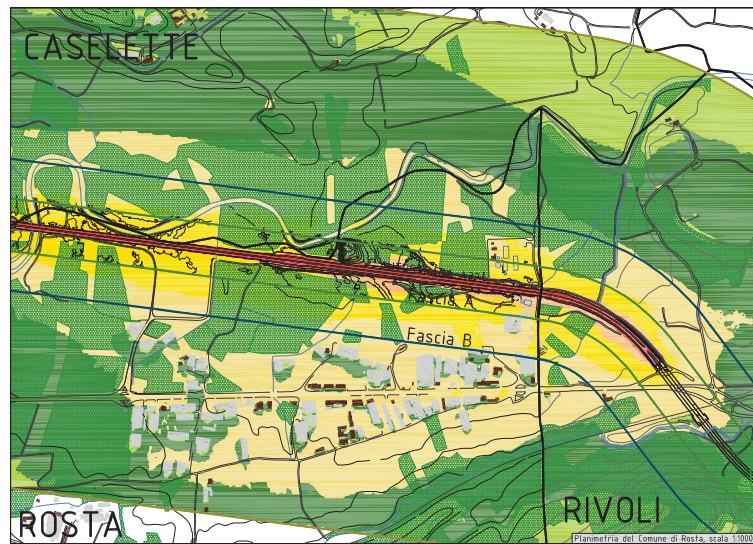 CASELETTE
Fascia A
Fascia B
RIVOLI
ROSTA
Planimetria del Comune di Rosta, scala 1:1000